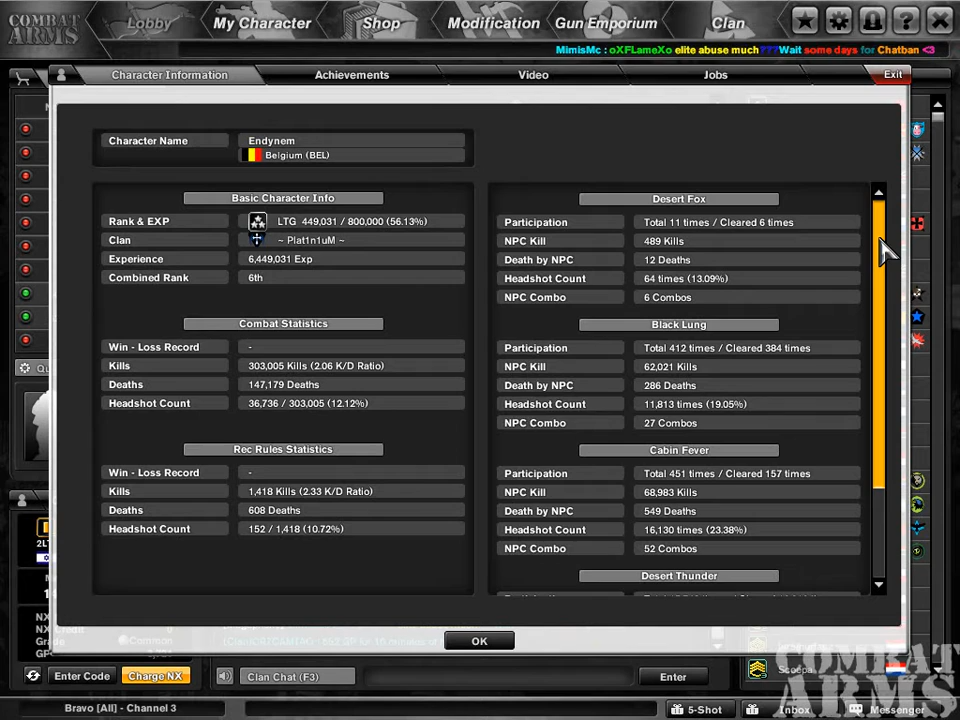 COMBAT ARMS
Lobby
My Character
Shop
Modification
Gun Emporium
Clan
MimisMc : oXFLameXo elite abuse much???Wait some days for Chatban <3
Character Information
Achievements
Video
Jobs
Exit
Character Name
Endynem
Belgium (BEL)
Basic Character Info
Rank & EXP
LTG 449,031 / 800,000 (56.13%)
Clan
~ Plat1n1uM ~
Experience
6,449,031 Exp
Combined Rank
6th
Combat Statistics
Win - Loss Record
-
Kills
303,005 Kills (2.06 K/D Ratio)
Deaths
147,179 Deaths
Headshot Count
36,736 / 303,005 (12.12%)
Rec Rules Statistics
Win - Loss Record
-
Kills
1,418 Kills (2.33 K/D Ratio)
Deaths
608 Deaths
Headshot Count
152 / 1,418 (10.72%)
Desert Fox
Participation
Total 11 times / Cleared 6 times
NPC Kill
489 Kills
Death by NPC
12 Deaths
Headshot Count
64 times (13.09%)
NPC Combo
6 Combos
Black Lung
Participation
Total 412 times / Cleared 384 times
NPC Kill
62,021 Kills
Death by NPC
286 Deaths
Headshot Count
11,813 times (19.05%)
NPC Combo
27 Combos
Cabin Fever
Participation
Total 451 times / Cleared 157 times
NPC Kill
68,983 Kills
Death by NPC
549 Deaths
Headshot Count
16,130 times (23.38%)
NPC Combo
52 Combos
Desert Thunder
OK
Enter Code
Charge NX
Clan Chat (F3)
Enter
COMBAT ARMS
Bravo [All] - Channel 3
5-Shot
Inbox
Messenger